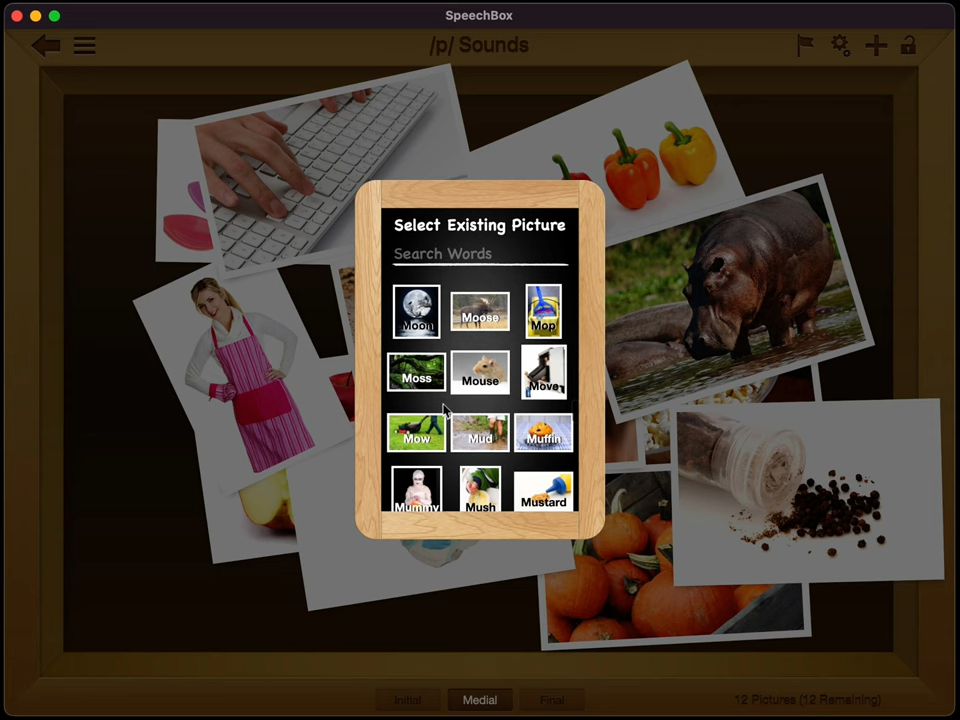 SpeechBox
/p/ Sounds
Select Existing Picture
Search Words
Moon Moose Mop
Moss Mouse Move
Mow Mud Muffin
Mummy Mush Mustard
Initial Medial Final 12 Pictures (12 Remaining)